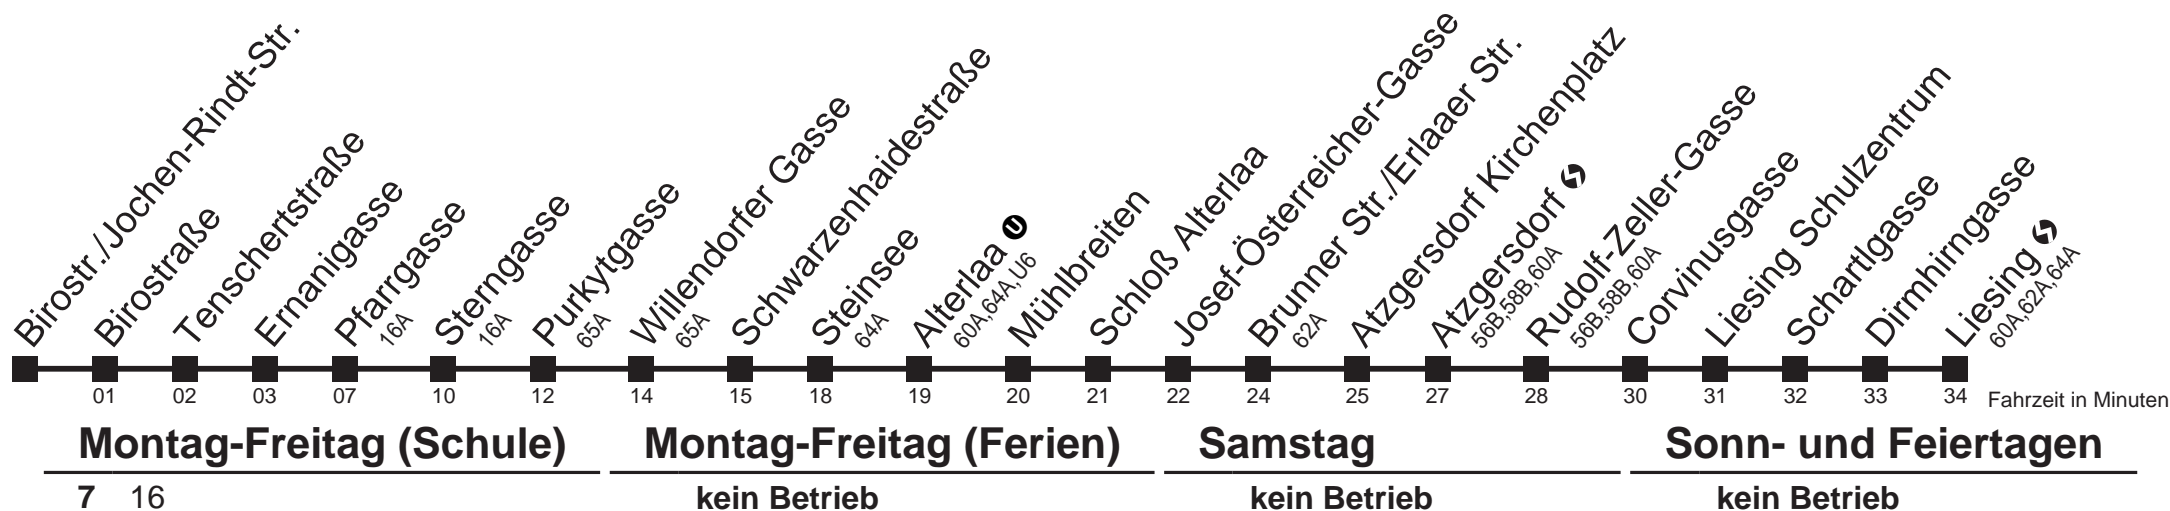 Birostr./Jochen-Rindt-Str.
Birostraße
Tenschertstraße
Ernanigasse
Pfarrgasse
16A
Sterngasse
16A
Purkytgasse
65A
Willendorfer Gasse
65A
Schwarzenhaidestraße
Steinsee
64A
Alterlaa U
60A,64A,U6
Mühlbreiten
Schloß Alterlaa
Josef-Österreicher-Gasse
Brunner Str./Erlaaer Str.
62A
Atzgersdorf Kirchenplatz
Atzgersdorf
56B,58B,60A
Rudolf-Zeller-Gasse
56B,58B,60A
Corvinusgasse
Liesing Schulzentrum
Schartlgasse
Dirmhirngasse
Liesing
60A,62A,64A
01 02 03 07 10 12 14 15 18 19 20 21 22 24 25 27 28 30 31 32 33 34 Fahrzeit in Minuten
Montag-Freitag (Schule) Montag-Freitag (Ferien) Samstag Sonn- und Feiertagen
7 16 kein Betrieb kein Betrieb kein Betrieb